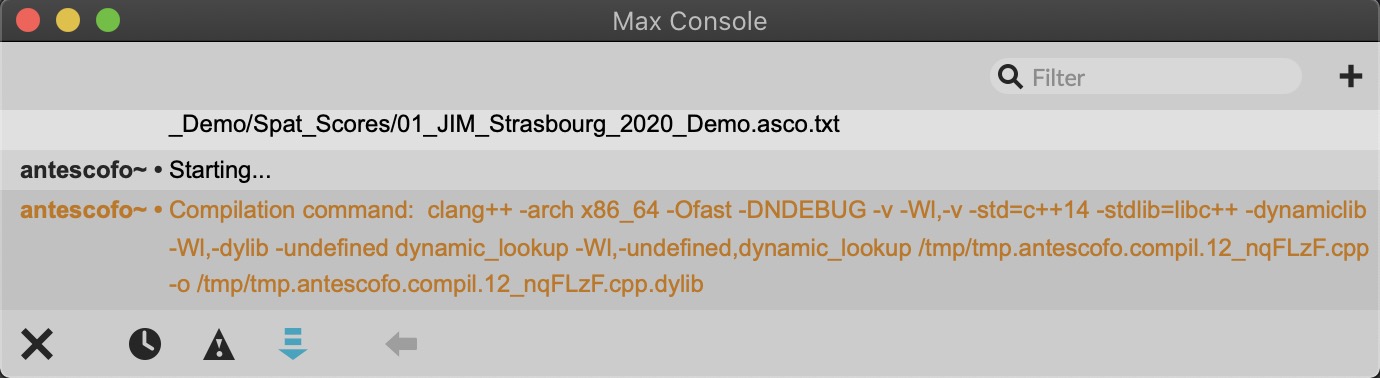 Max Console
Filter
_Demo/Spat_Scores/01_JIM_Strasbourg_2020_Demo.asco.txt
antescofo~ • Starting...
antescofo~ • Compilation command:  clang++ -arch x86_64 -Ofast -DNDEBUG -v -Wl,-v -std=c++14 -stdlib=libc++ -dynamiclib
-Wl,-dylib -undefined dynamic_lookup -Wl,-undefined,dynamic_lookup /tmp/tmp.antescofo.compil.12_nqFLzF.cpp
-o /tmp/tmp.antescofo.compil.12_nqFLzF.cpp.dylib